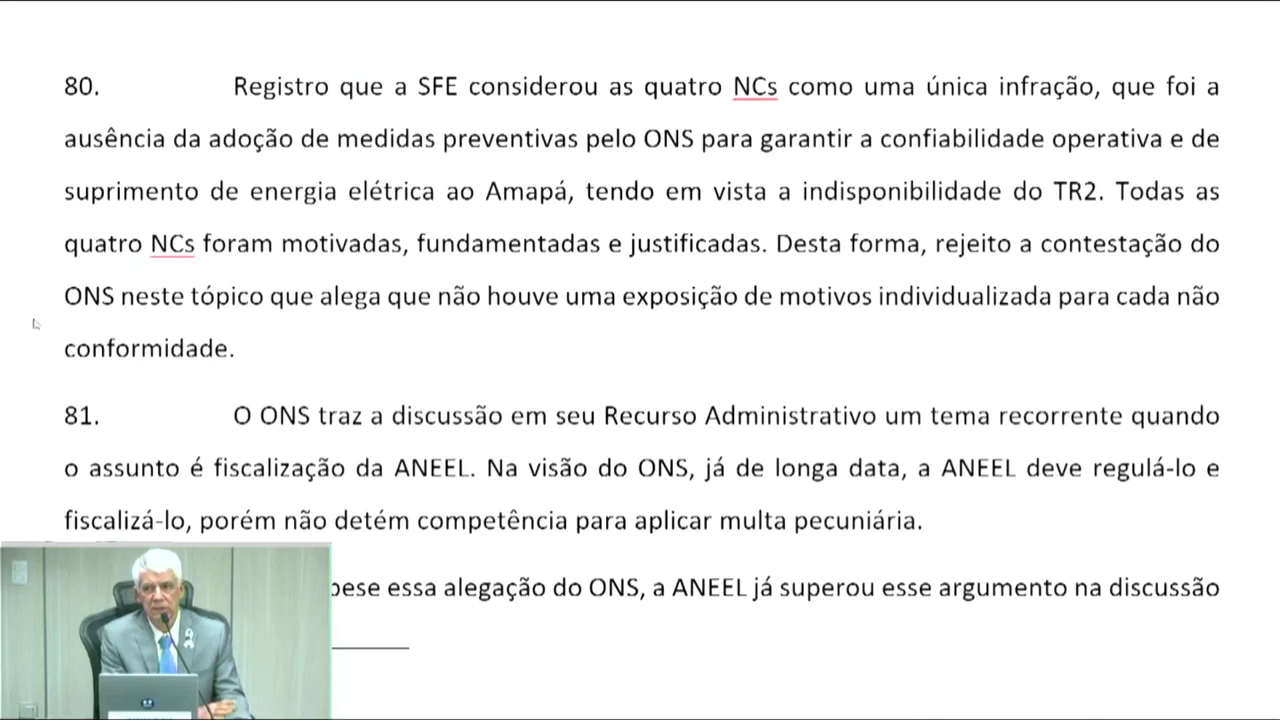 80. Registro que a SFE considerou as quatro NCs como uma única infração, que foi a
ausência da adoção de medidas preventivas pelo ONS para garantir a confiabilidade operativa e de
suprimento de energia elétrica ao Amapá, tendo em vista a indisponibilidade do TR2. Todas as
quatro NCs foram motivadas, fundamentadas e justificadas. Desta forma, rejeito a contestação do
ONS neste tópico que alega que não houve uma exposição de motivos individualizada para cada não
conformidade.
81. O ONS traz a discussão em seu Recurso Administrativo um tema recorrente quando
o assunto é fiscalização da ANEEL. Na visão do ONS, já de longa data, a ANEEL deve regulá-lo e
fiscalizá-lo, porém não detém competência para aplicar multa pecuniária.
essa alegação do ONS, a ANEEL já superou esse argumento na discussão